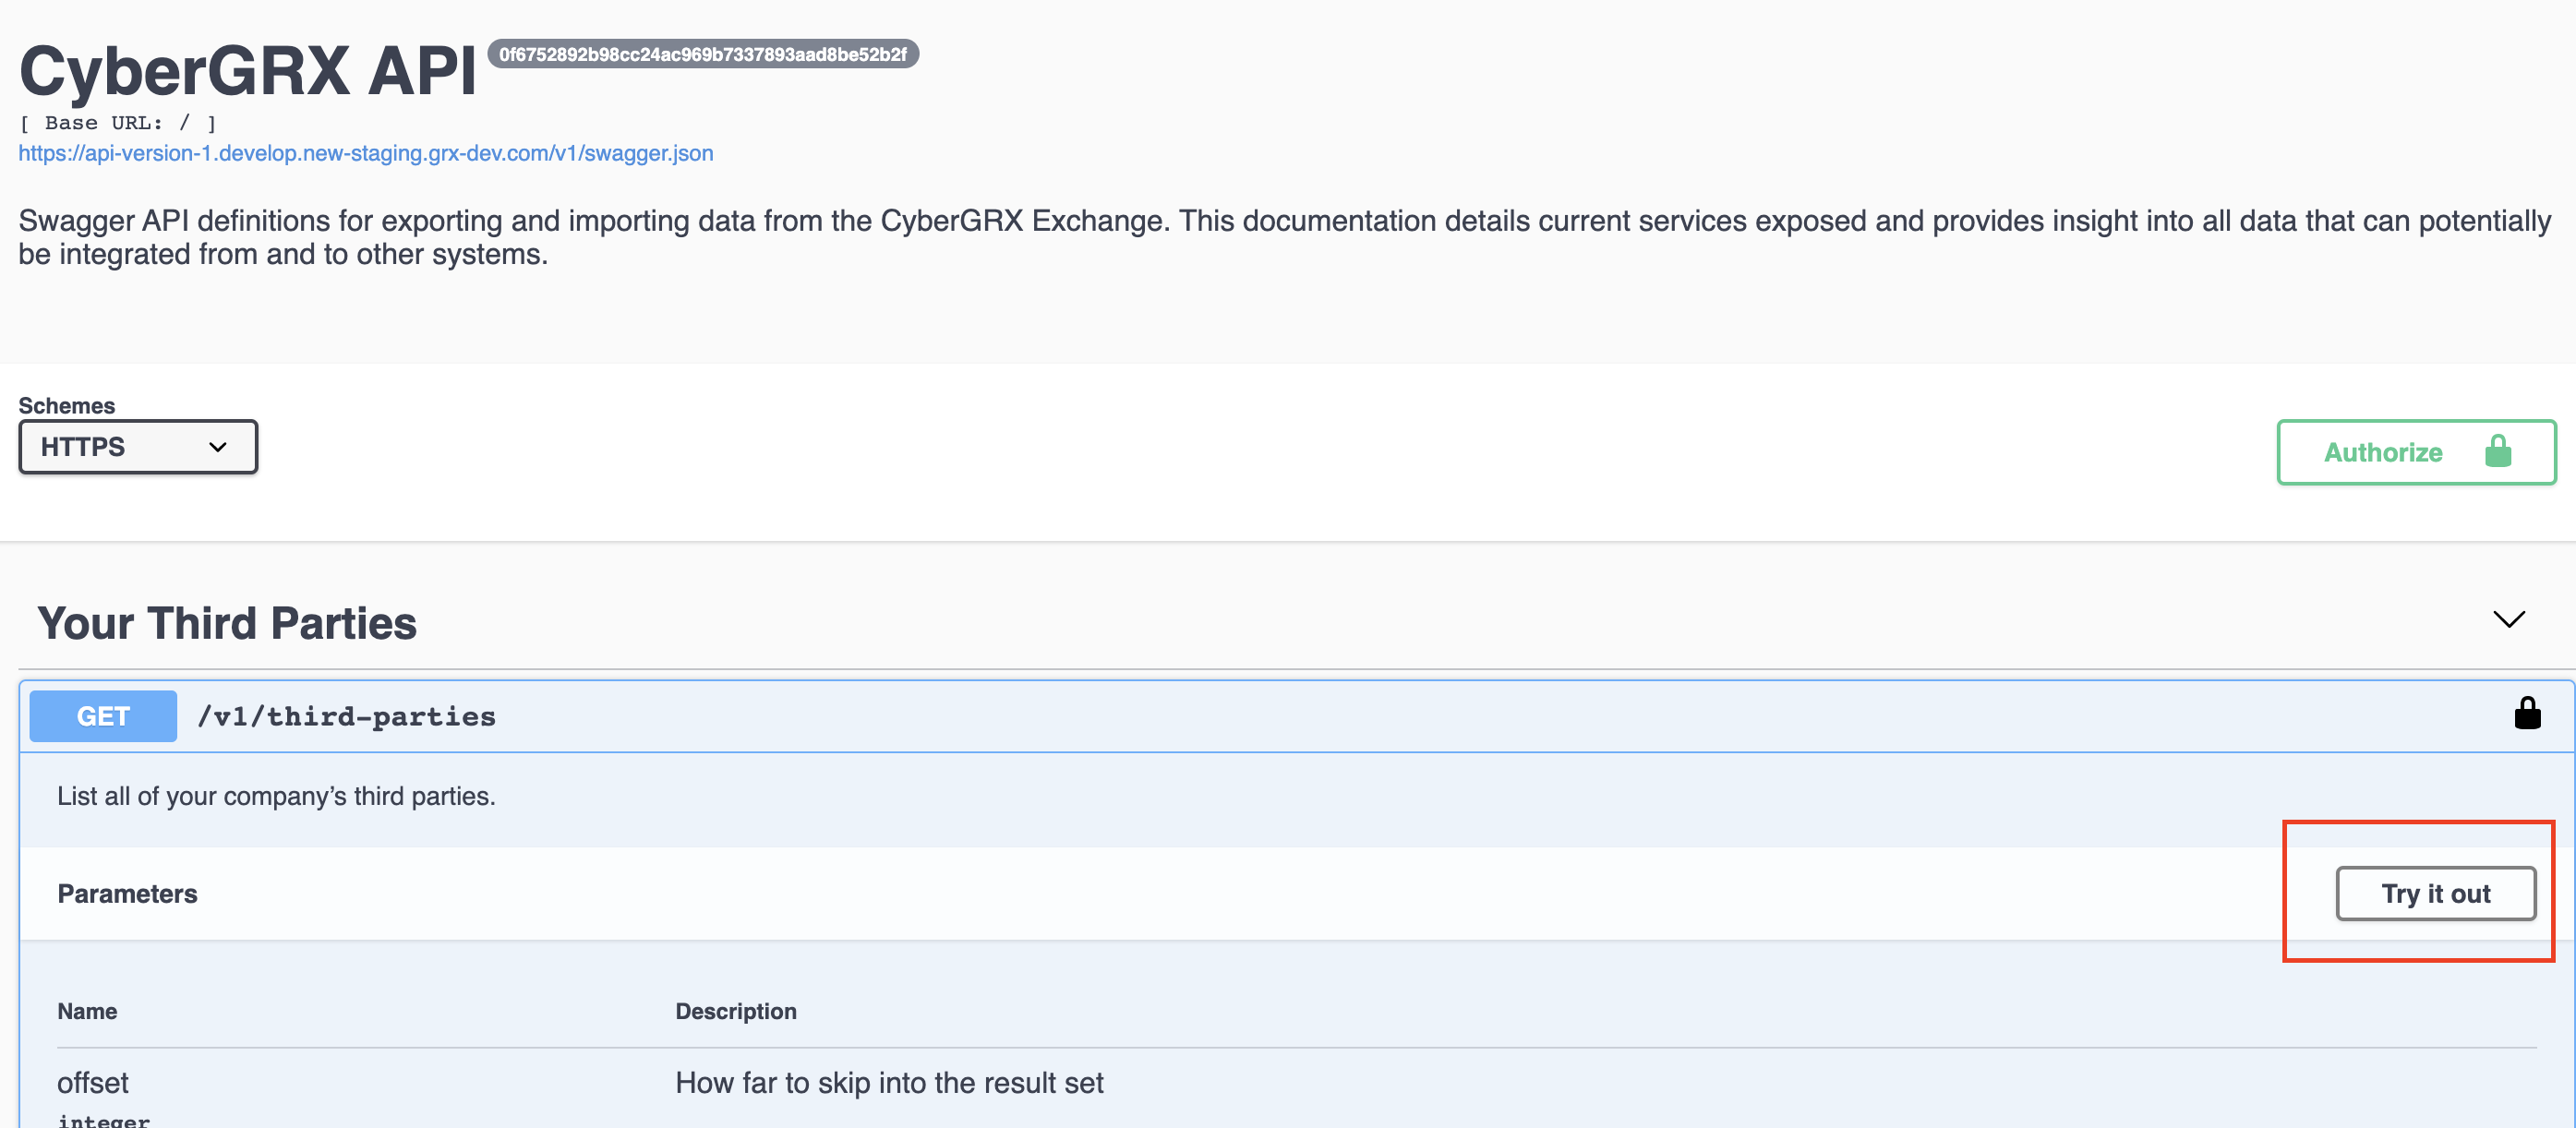 CyberGRX API 0f6752892b98cc24ac969b7337893aad8be52b2f
[ Base URL: / ]
https://api-version-1.develop.new-staging.grx-dev.com/v1/swagger.json
Swagger API definitions for exporting and importing data from the CyberGRX Exchange. This documentation details current services exposed and provides insight into all data that can potentially
be integrated from and to other systems.
Schemes
HTTPS
Authorize
Your Third Parties
GET /v1/third-parties
List all of your company’s third parties.
Parameters
Try it out
Name Description
offset How far to skip into the result set
integer